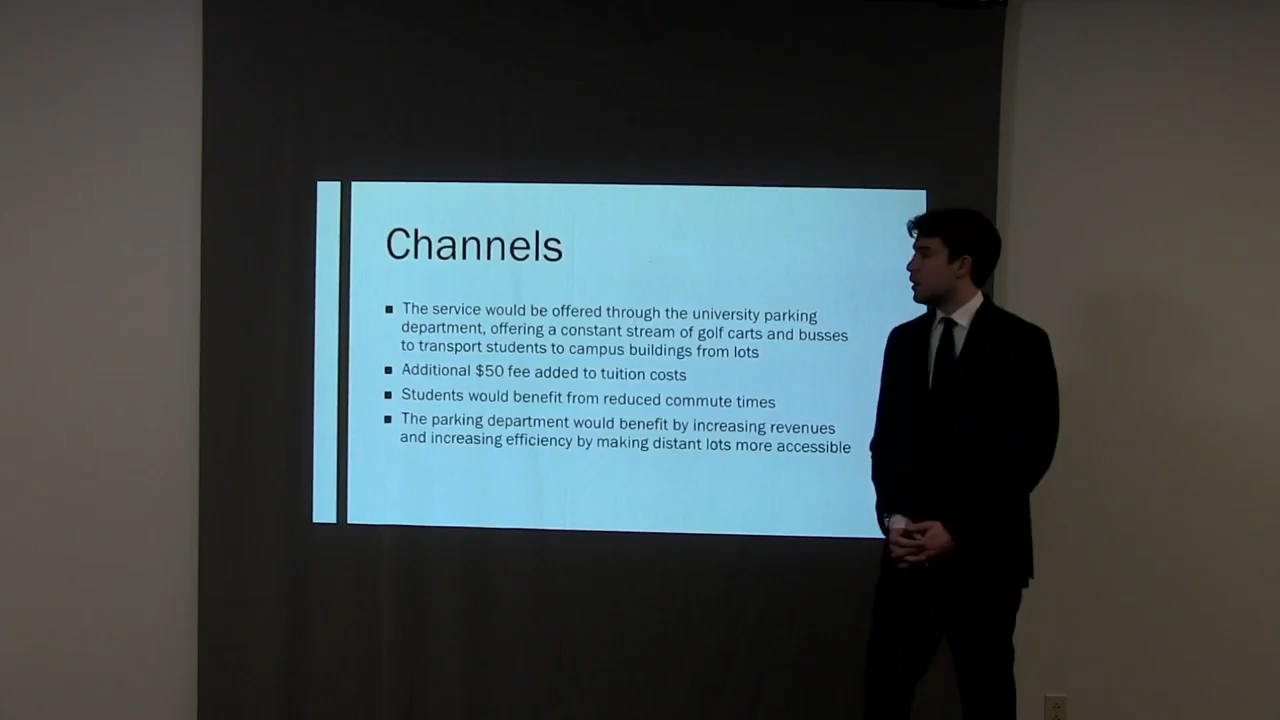 Channels
The service would be offered through the university parking
department, offering a constant stream of golf carts and busses
to transport students to campus buildings from lots
Additional $50 fee added to tuition costs
Students would benefit from reduced commute times
The parking department would benefit by increasing revenues
and increasing efficiency by making distant lots more accessible